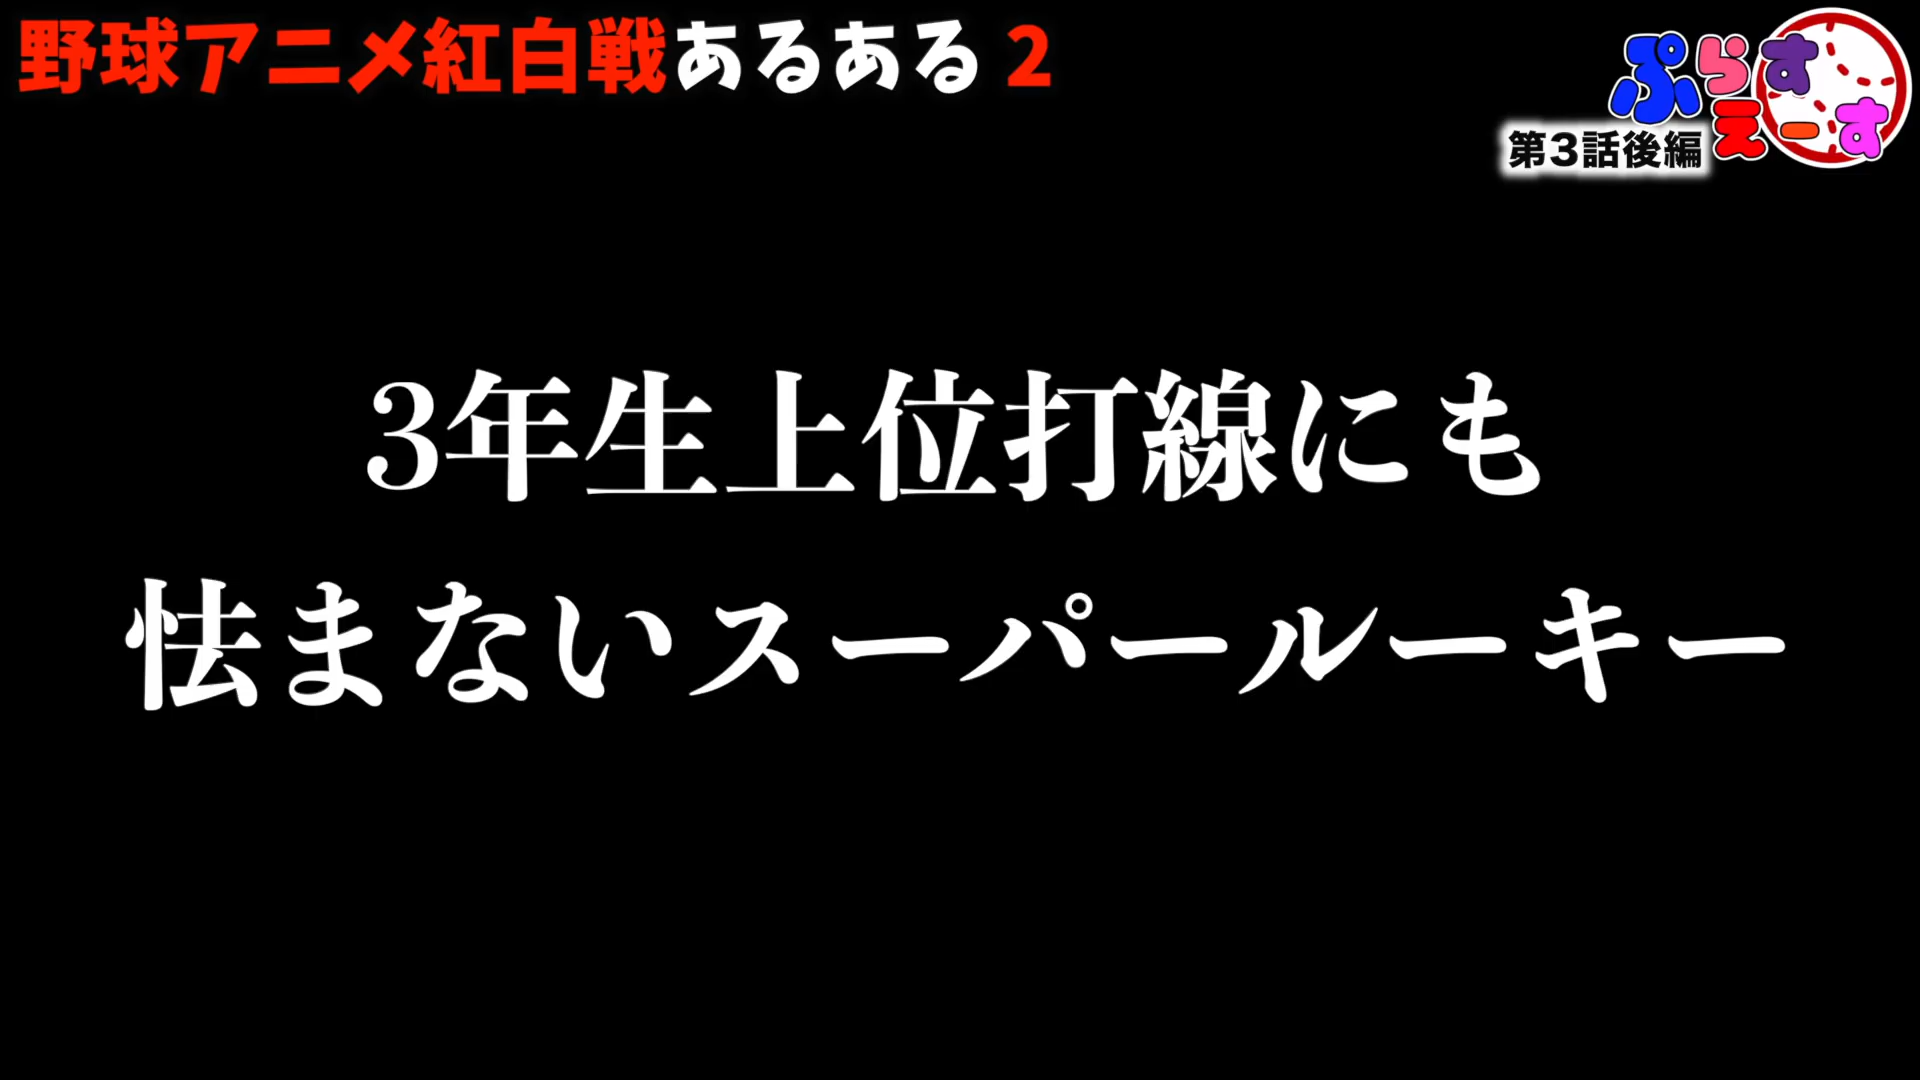 野球アニメ紅白戦あるある 2
ぷらす
えーす
第3話後編
3年生上位打線にも
怯まないスーパールーキー